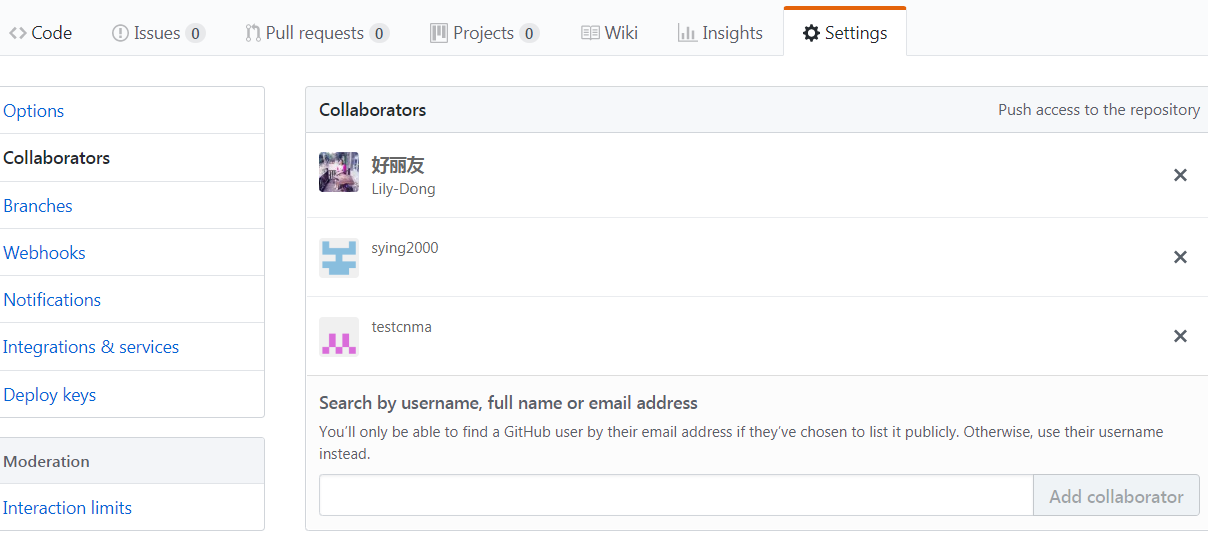 Code Issues 0 Pull requests 0 Projects 0 Wiki Insights Settings
Options
Collaborators
Branches
Webhooks
Notifications
Integrations & services
Deploy keys
Moderation
Interaction limits
Collaborators Push access to the repository
好丽友
Lily-Dong
sying2000
testcnma
Search by username, full name or email address
You’ll only be able to find a GitHub user by their email address if they’ve chosen to list it publicly. Otherwise, use their username
instead.
Add collaborator